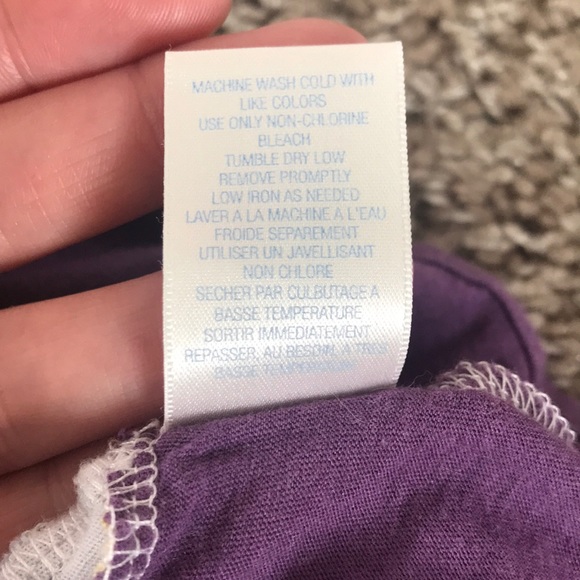 MACHINE WASH COLD WITH
LIKE COLORS
USE ONLY NON-CHLORINE
BLEACH
TUMBLE DRY LOW
REMOVE PROMPTLY
LOW IRON AS NEEDED
LAVER A LA MACHINE A L'EAU
FROIDE SEPAREMENT
UTILISER UN JAVELLISANT
NON CHLORE
SECHER PAR CULBUTAGE A
BASSE TEMPERATURE
SORTIR IMMEDIATEMENT
REPASSER, AU BESOIN, A TRES
BASSE TEMPERATURE